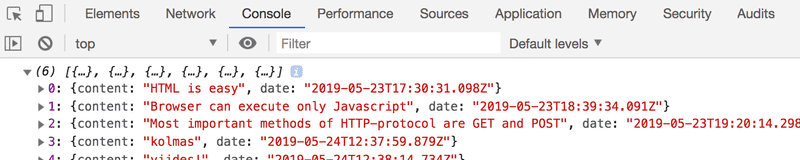 Elements Network Console Performance Sources Application Memory Security Audits
top Filter Default levels
(6) [{…}, {…}, {…}, {…}, {…}, {…}]
0: {content: "HTML is easy", date: "2019-05-23T17:30:31.098Z"}
1: {content: "Browser can execute only Javascript", date: "2019-05-23T18:39:34.091Z"}
2: {content: "Most important methods of HTTP-protocol are GET and POST", date: "2019-05-23T19:20:14.298
3: {content: "kolmas", date: "2019-05-24T12:37:59.879Z"}
4: {content: "viides!", date: "2019-05-24T12:38:14.734Z"}